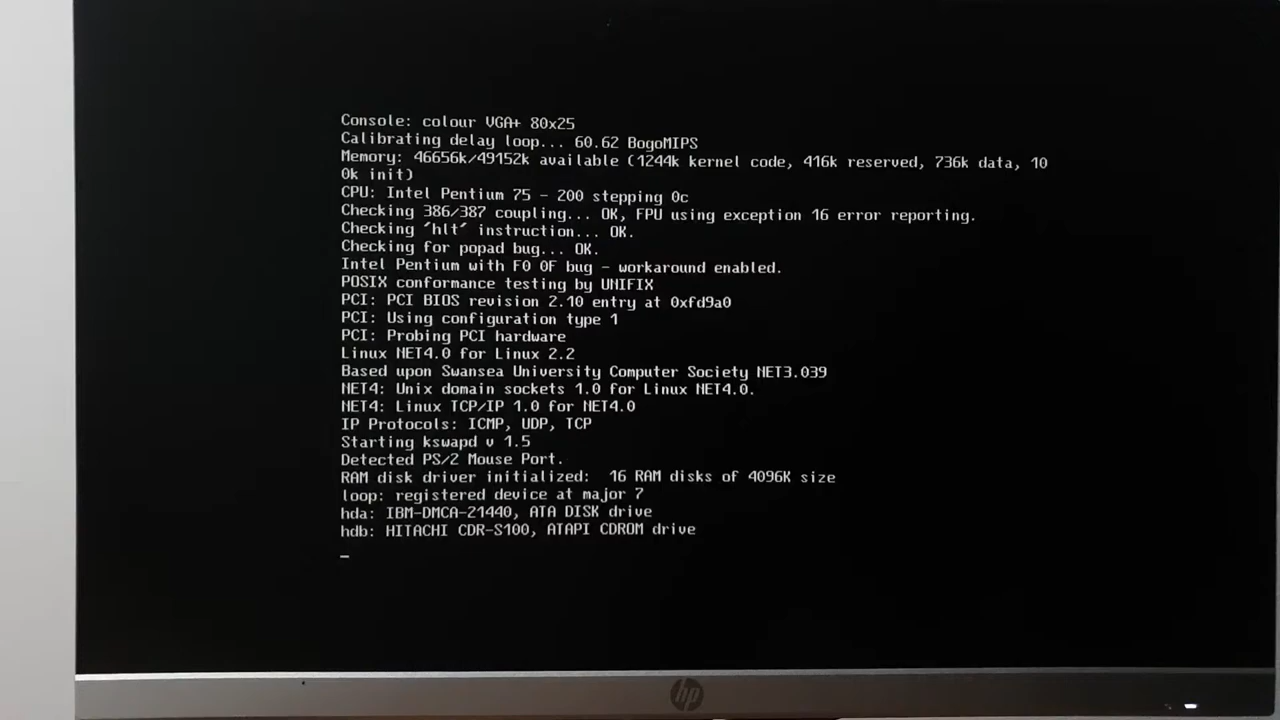 Console: colour VGA+ 80x25
Calibrating delay loop... 60.62 BogoMIPS
Memory: 46656k/49152k available (1244k kernel code, 416k reserved, 736k data, 10
0k init)
CPU: Intel Pentium 75 - 200 stepping 0c
Checking 386/387 coupling... OK, FPU using exception 16 error reporting.
Checking 'hlt' instruction... OK.
Checking for popad bug... OK.
Intel Pentium with F0 0F bug - workaround enabled.
POSIX conformance testing by UNIFIX
PCI: PCI BIOS revision 2.10 entry at 0xfd9a0
PCI: Using configuration type 1
PCI: Probing PCI hardware
Linux NET4.0 for Linux 2.2
Based upon Swansea University Computer Society NET3.039
NET4: Unix domain sockets 1.0 for Linux NET4.0.
NET4: Linux TCP/IP 1.0 for NET4.0
IP Protocols: ICMP, UDP, TCP
Starting kswapd v 1.5
Detected PS/2 Mouse Port.
RAM disk driver initialized:  16 RAM disks of 4096K size
loop: registered device at major 7
hda: IBM-DMCA-21440, ATA DISK drive
hdb: HITACHI CDR-S100, ATAPI CDROM drive
_
hp